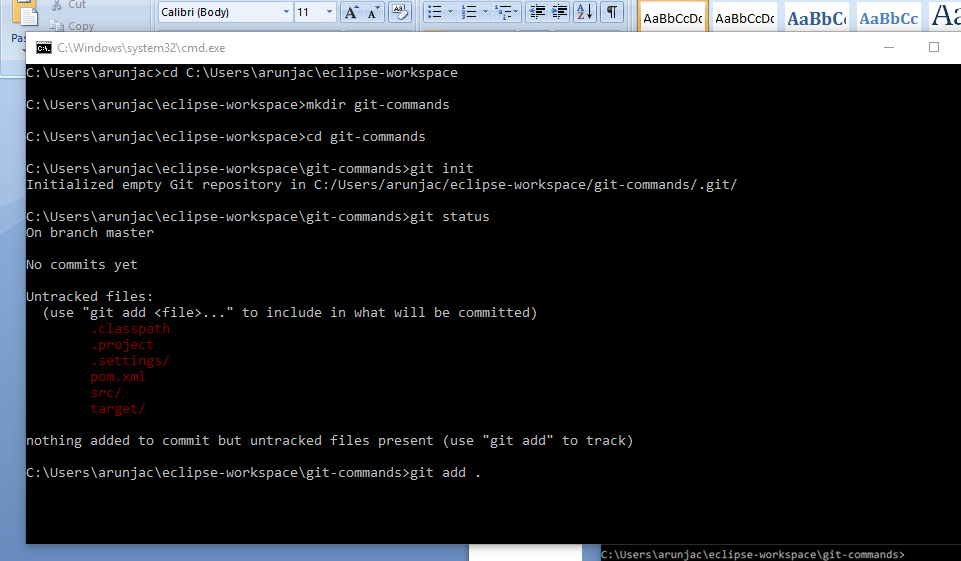 Cut
Calibri (Body)
11
AaBbCcDc
AaBbCcDc
AaBbC
AaBbCc
Copy
C:\Windows\system32\cmd.exe
C:\Users\arunjac>cd C:\Users\arunjac\eclipse-workspace
C:\Users\arunjac\eclipse-workspace>mkdir git-commands
C:\Users\arunjac\eclipse-workspace>cd git-commands
C:\Users\arunjac\eclipse-workspace\git-commands>git init
Initialized empty Git repository in C:/Users/arunjac/eclipse-workspace/git-commands/.git/
C:\Users\arunjac\eclipse-workspace\git-commands>git status
On branch master
No commits yet
Untracked files:
(use "git add <file>..." to include in what will be committed)
.classpath
.project
.settings/
pom.xml
src/
target/
nothing added to commit but untracked files present (use "git add" to track)
C:\Users\arunjac\eclipse-workspace\git-commands>git add .
C:\Users\arunjac\eclipse-workspace\git-commands>